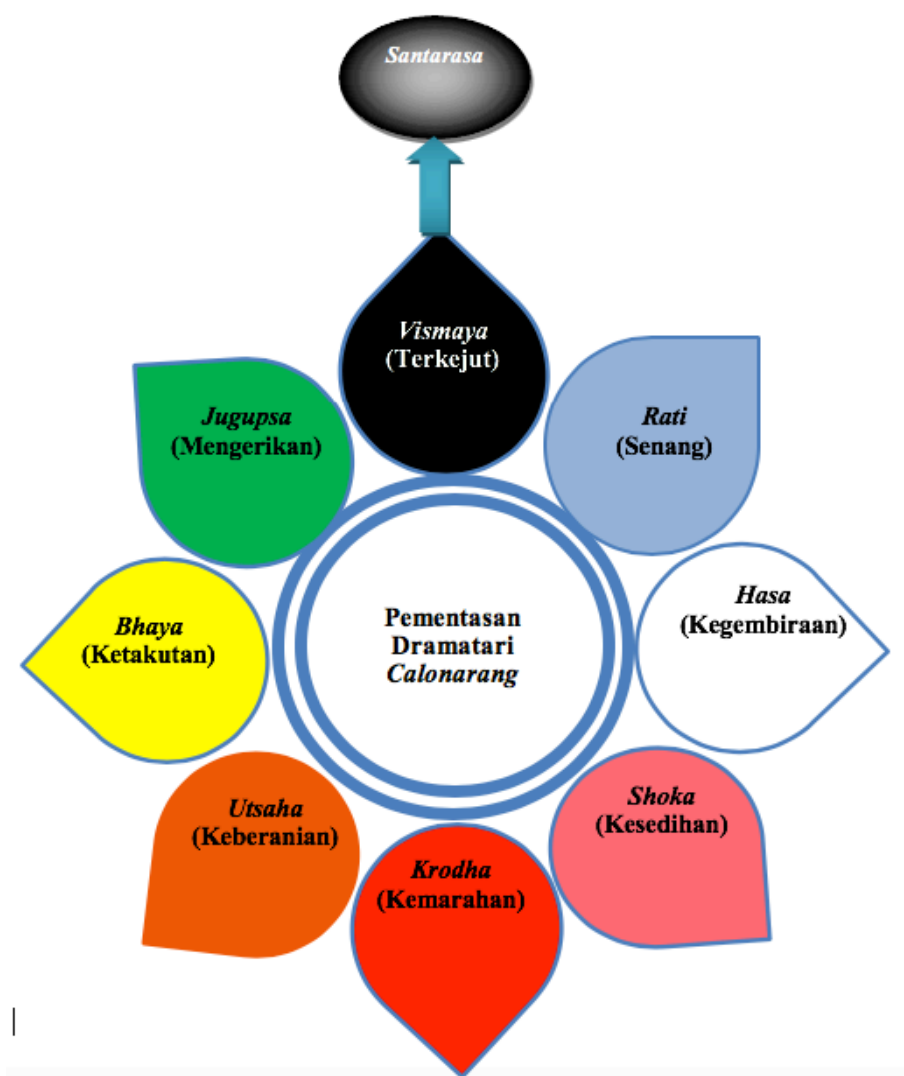 Santarasa
Vismaya
(Terkejut)
Jugupsa
(Mengerikan)
Rati
(Senang)
Bhaya
(Ketakutan)
Pementasan
Dramatari
Calonarang
Hasa
(Kegembiraan)
Utsaha
(Keberanian)
Shoka
(Kesedihan)
Krodha
(Kemarahan)